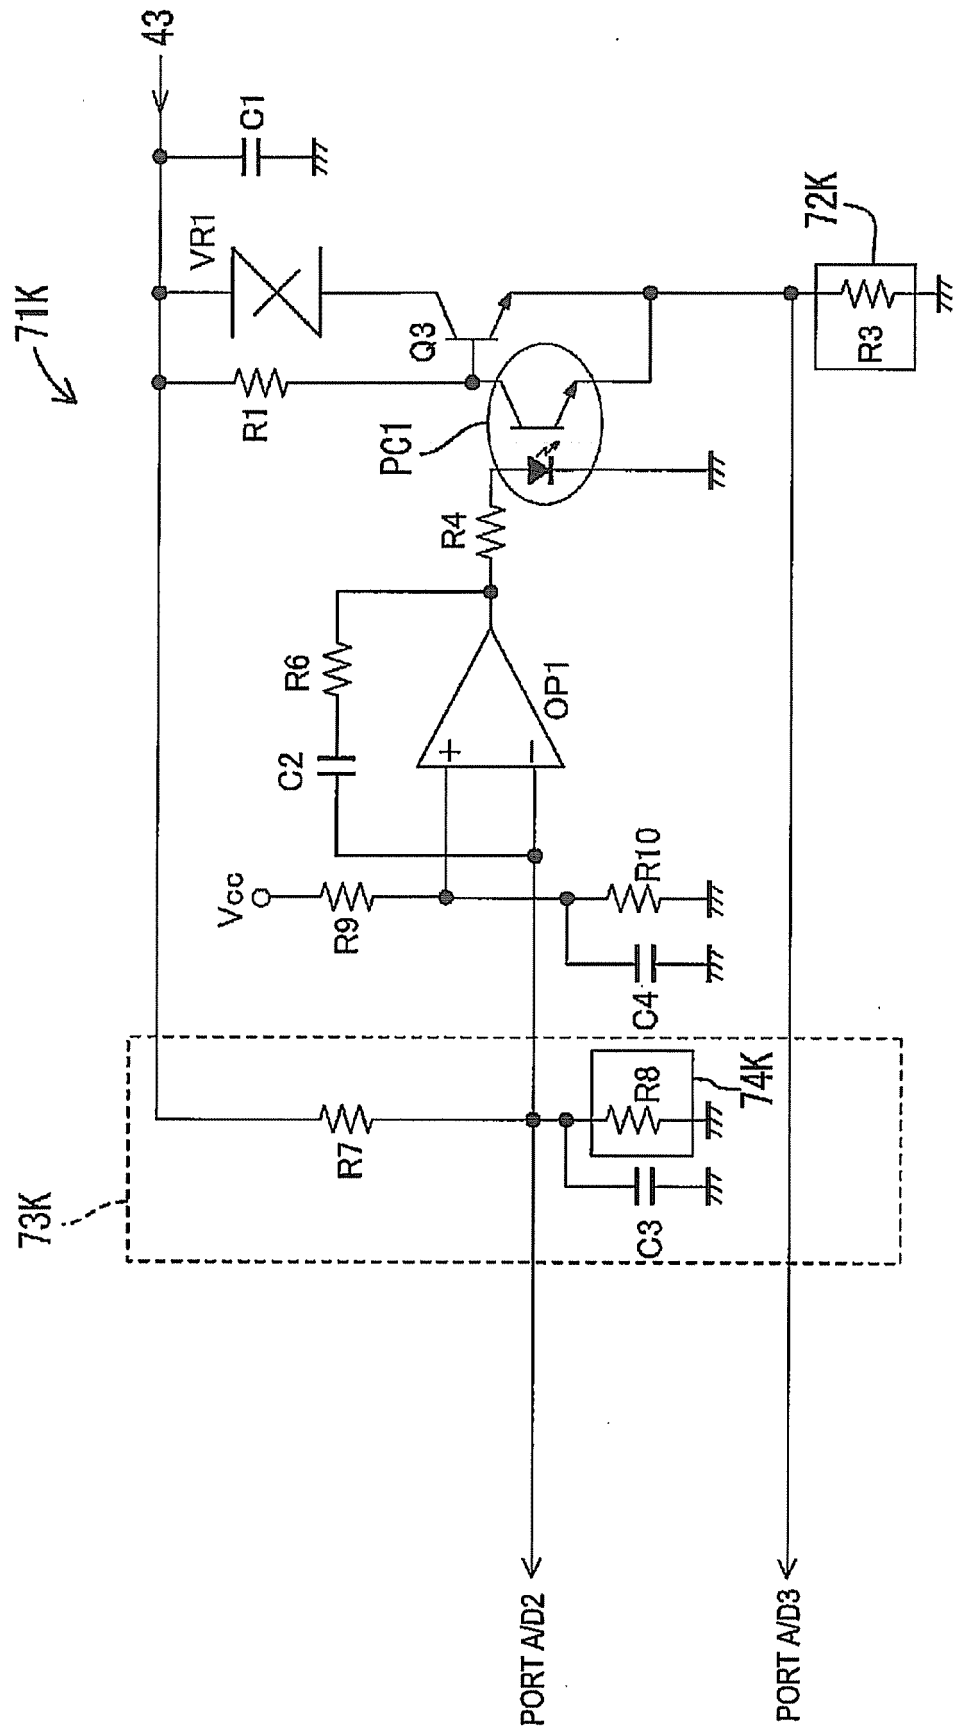 71K
43
VR1
C1
R1
Q3
PC1
72K
R3
R4
R6
C2
+
−
OP1
Vcc
R9
R10
C4
73K
R7
R8
74K
C3
PORT A/D2
PORT A/D3